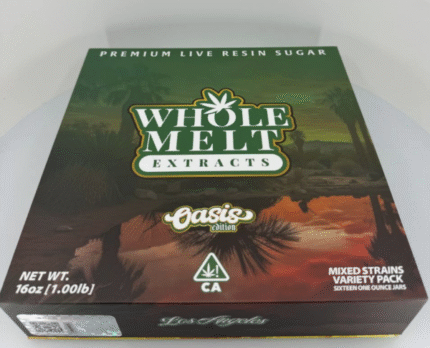 PREMIUM LIVE RESIN SUGAR
WHOLE
MELT
EXTRACTS
Oasis
edition
CA
NET WT.
16oz [1.00lb]
MIXED STRAINS
VARIETY PACK
SIXTEEN ONE OUNCE JARS
Los Angeles